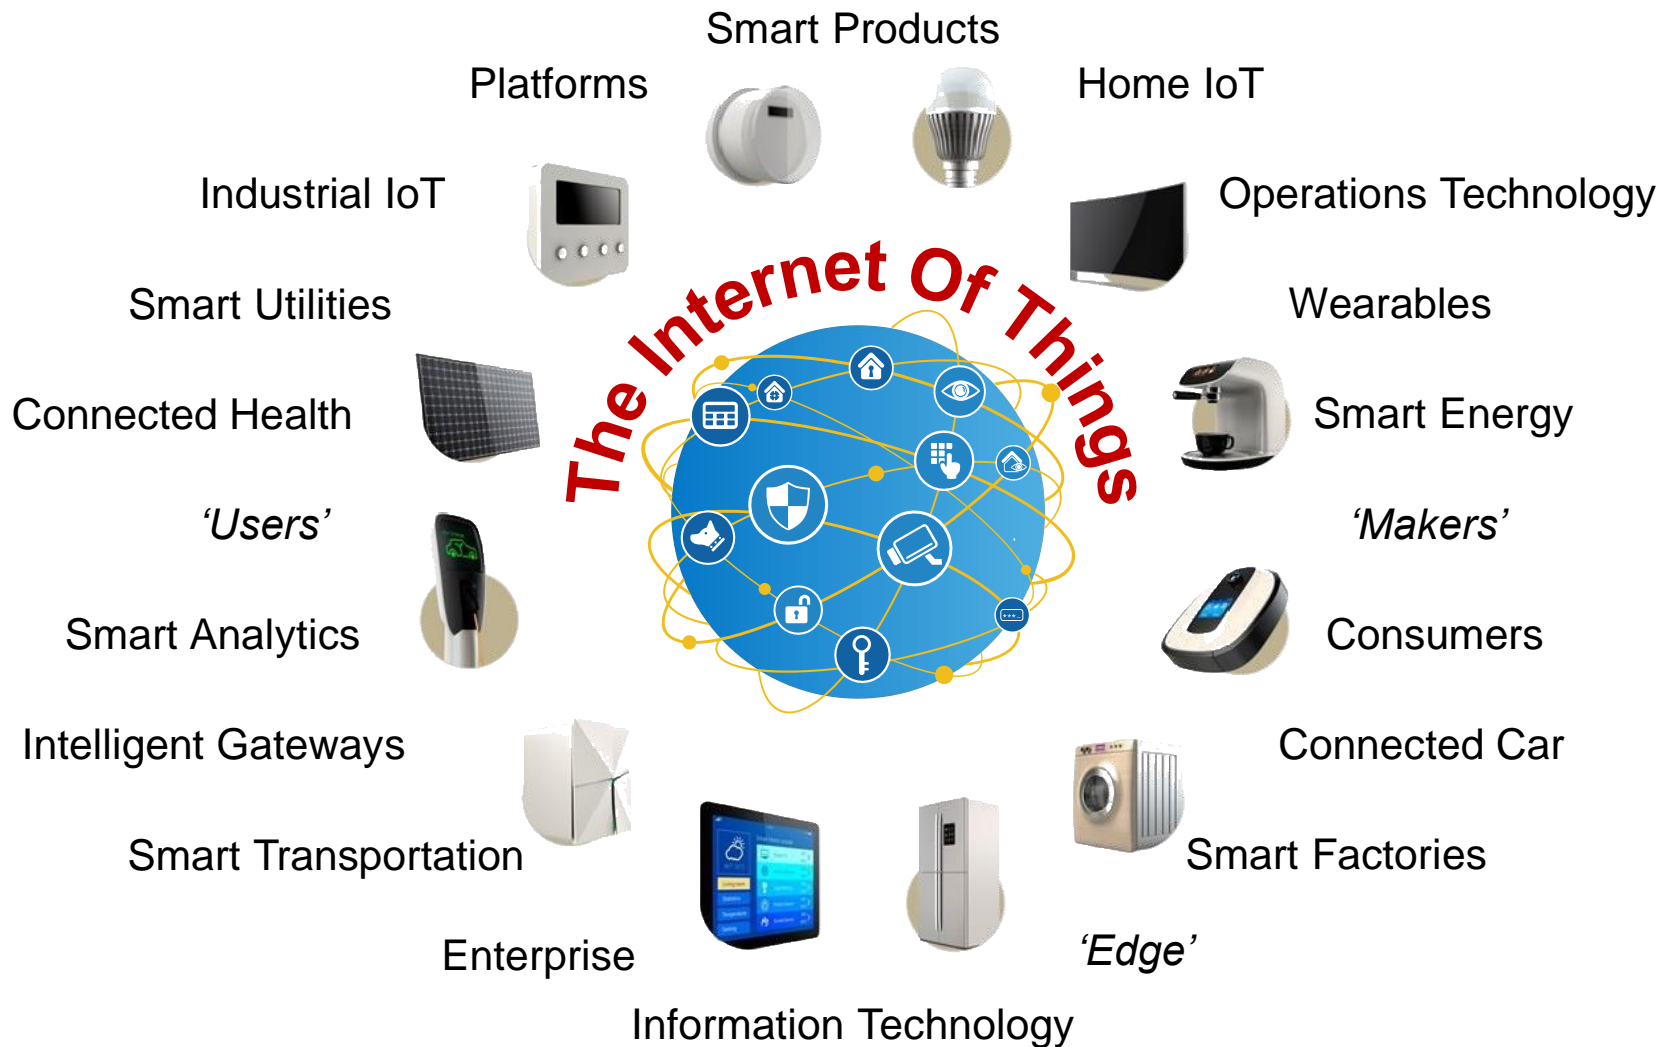 Smart Products
Platforms
Home IoT
Industrial IoT
Operations Technology
The Internet Of Things
Smart Utilities
Wearables
Connected Health
Smart Energy
‘Users’
‘Makers’
Smart Analytics
Consumers
Intelligent Gateways
Connected Car
Smart Transportation
Smart Factories
Enterprise
‘Edge’
Information Technology